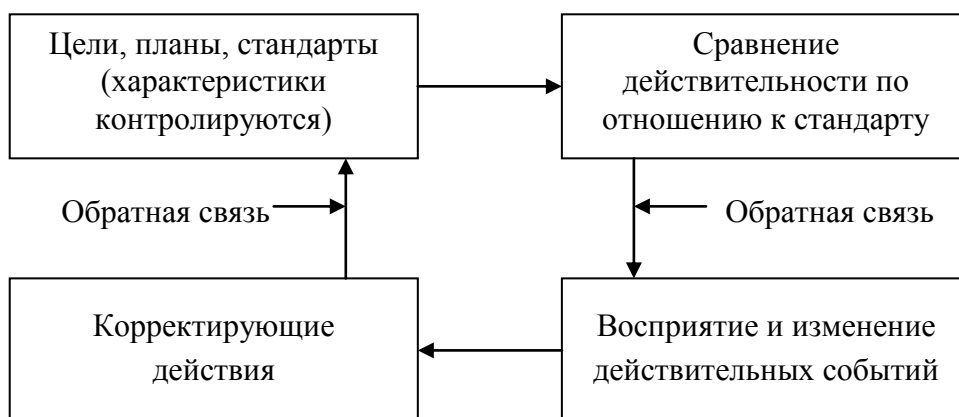 Цели, планы, стандарты
(характеристики
контролируются)
Сравнение
действительности по
отношению к стандарту
Обратная связь
Обратная связь
Корректирующие
действия
Восприятие и изменение
действительных событий